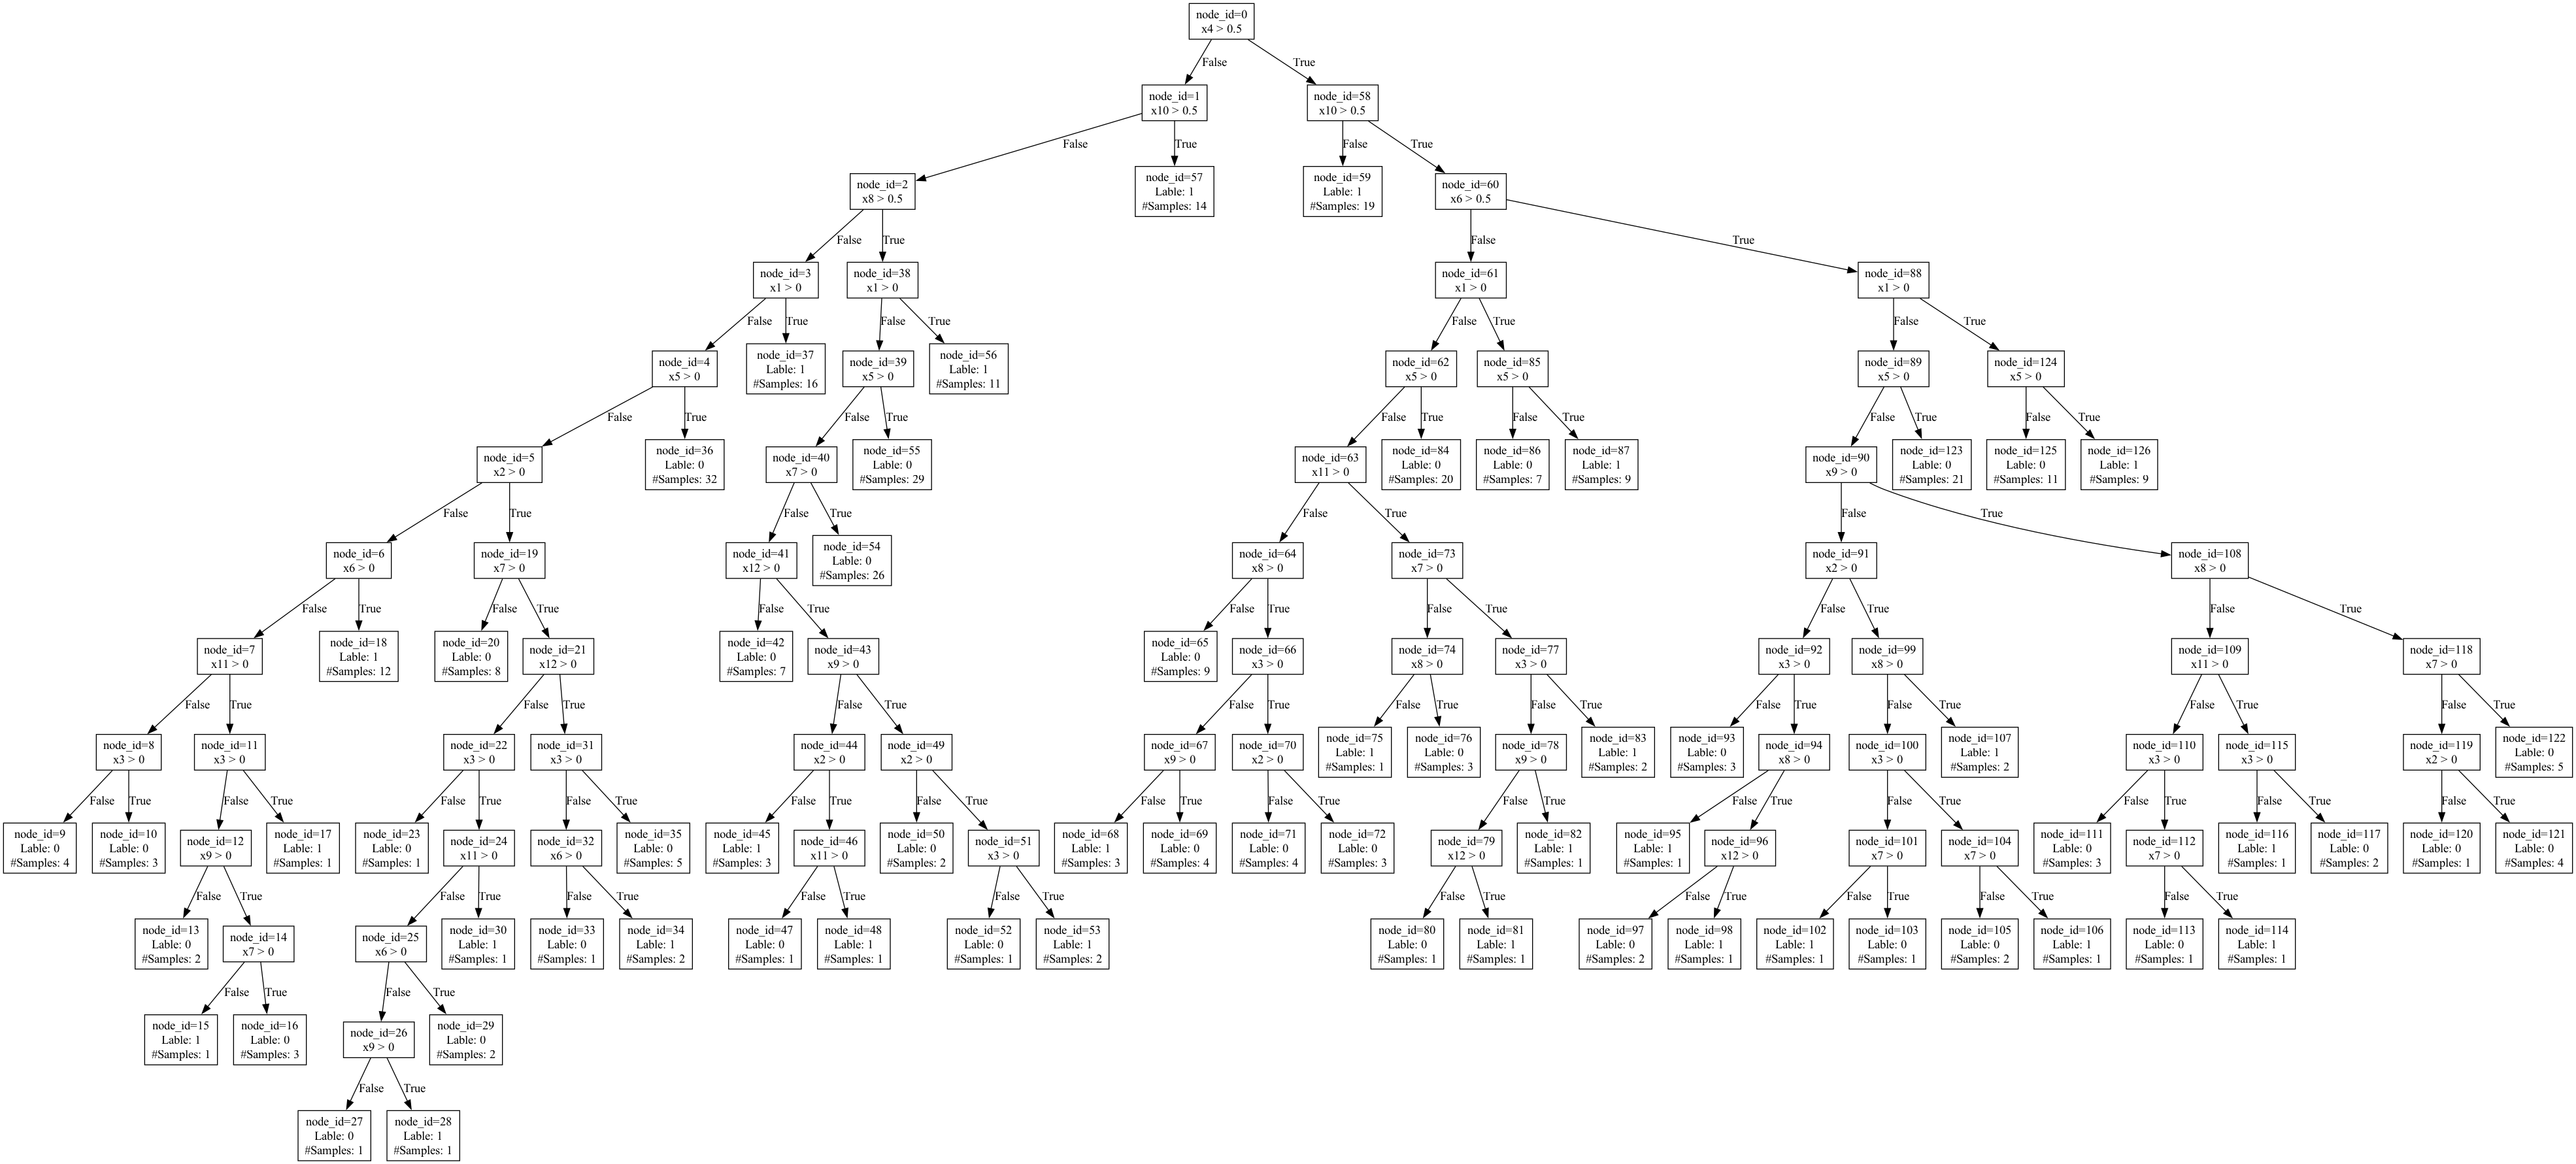 node_id=0
x4 > 0.5
False
True
node_id=1
x10 > 0.5
node_id=58
x10 > 0.5
False
True
False
True
node_id=2
x8 > 0.5
node_id=57
Lable: 1
#Samples: 14
node_id=59
Lable: 1
#Samples: 19
node_id=60
x6 > 0.5
False
True
False
True
node_id=3
x1 > 0
node_id=38
x1 > 0
node_id=61
x1 > 0
node_id=88
x1 > 0
False
True
False
True
False
True
False
True
node_id=4
x5 > 0
node_id=37
Lable: 1
#Samples: 16
node_id=39
x5 > 0
node_id=56
Lable: 1
#Samples: 11
node_id=62
x5 > 0
node_id=85
x5 > 0
node_id=89
x5 > 0
node_id=124
x5 > 0
False
True
False
True
False
True
False
True
False
True
False
True
node_id=5
x2 > 0
node_id=36
Lable: 0
#Samples: 32
node_id=40
x7 > 0
node_id=55
Lable: 0
#Samples: 29
node_id=63
x11 > 0
node_id=84
Lable: 0
#Samples: 20
node_id=86
Lable: 0
#Samples: 7
node_id=87
Lable: 1
#Samples: 9
node_id=90
x9 > 0
node_id=123
Lable: 0
#Samples: 21
node_id=125
Lable: 0
#Samples: 11
node_id=126
Lable: 1
#Samples: 9
False
True
False
True
False
True
False
True
node_id=6
x6 > 0
node_id=19
x7 > 0
node_id=41
x12 > 0
node_id=54
Lable: 0
#Samples: 26
node_id=64
x8 > 0
node_id=73
x7 > 0
node_id=91
x2 > 0
node_id=108
x8 > 0
False
True
False
True
False
True
False
True
False
True
False
True
False
True
node_id=7
x11 > 0
node_id=18
Lable: 1
#Samples: 12
node_id=20
Lable: 0
#Samples: 8
node_id=21
x12 > 0
node_id=42
Lable: 0
#Samples: 7
node_id=43
x9 > 0
node_id=65
Lable: 0
#Samples: 9
node_id=66
x3 > 0
node_id=74
x8 > 0
node_id=77
x3 > 0
node_id=92
x3 > 0
node_id=99
x8 > 0
node_id=109
x11 > 0
node_id=118
x7 > 0
False
True
False
True
False
True
False
True
False
True
False
True
False
True
False
True
False
True
False
True
node_id=8
x3 > 0
node_id=11
x3 > 0
node_id=22
x3 > 0
node_id=31
x3 > 0
node_id=44
x2 > 0
node_id=49
x2 > 0
node_id=67
x9 > 0
node_id=70
x2 > 0
node_id=75
Lable: 1
#Samples: 1
node_id=76
Lable: 0
#Samples: 3
node_id=78
x9 > 0
node_id=83
Lable: 1
#Samples: 2
node_id=93
Lable: 0
#Samples: 3
node_id=94
x8 > 0
node_id=100
x3 > 0
node_id=107
Lable: 1
#Samples: 2
node_id=110
x3 > 0
node_id=115
x3 > 0
node_id=119
x2 > 0
node_id=122
Lable: 0
#Samples: 5
False
True
False
True
False
True
False
True
False
True
False
True
False
True
False
True
False
True
False
True
False
True
False
True
False
True
False
True
node_id=9
Lable: 0
#Samples: 4
node_id=10
Lable: 0
#Samples: 3
node_id=12
x9 > 0
node_id=17
Lable: 1
#Samples: 1
node_id=23
Lable: 0
#Samples: 1
node_id=24
x11 > 0
node_id=32
x6 > 0
node_id=35
Lable: 0
#Samples: 5
node_id=45
Lable: 1
#Samples: 3
node_id=46
x11 > 0
node_id=50
Lable: 0
#Samples: 2
node_id=51
x3 > 0
node_id=68
Lable: 1
#Samples: 3
node_id=69
Lable: 0
#Samples: 4
node_id=71
Lable: 0
#Samples: 4
node_id=72
Lable: 0
#Samples: 3
node_id=79
x12 > 0
node_id=82
Lable: 1
#Samples: 1
node_id=95
Lable: 1
#Samples: 1
node_id=96
x12 > 0
node_id=101
x7 > 0
node_id=104
x7 > 0
node_id=111
Lable: 0
#Samples: 3
node_id=112
x7 > 0
node_id=116
Lable: 1
#Samples: 1
node_id=117
Lable: 0
#Samples: 2
node_id=120
Lable: 0
#Samples: 1
node_id=121
Lable: 0
#Samples: 4
False
True
False
True
False
True
False
True
False
True
False
True
False
True
False
True
False
True
False
True
node_id=13
Lable: 0
#Samples: 2
node_id=14
x7 > 0
node_id=25
x6 > 0
node_id=30
Lable: 1
#Samples: 1
node_id=33
Lable: 0
#Samples: 1
node_id=34
Lable: 1
#Samples: 2
node_id=47
Lable: 0
#Samples: 1
node_id=48
Lable: 1
#Samples: 1
node_id=52
Lable: 0
#Samples: 1
node_id=53
Lable: 1
#Samples: 2
node_id=80
Lable: 0
#Samples: 1
node_id=81
Lable: 1
#Samples: 1
node_id=97
Lable: 0
#Samples: 2
node_id=98
Lable: 1
#Samples: 1
node_id=102
Lable: 1
#Samples: 1
node_id=103
Lable: 0
#Samples: 1
node_id=105
Lable: 0
#Samples: 2
node_id=106
Lable: 1
#Samples: 1
node_id=113
Lable: 0
#Samples: 1
node_id=114
Lable: 1
#Samples: 1
False
True
False
True
node_id=15
Lable: 1
#Samples: 1
node_id=16
Lable: 0
#Samples: 3
node_id=26
x9 > 0
node_id=29
Lable: 0
#Samples: 2
False
True
node_id=27
Lable: 0
#Samples: 1
node_id=28
Lable: 1
#Samples: 1